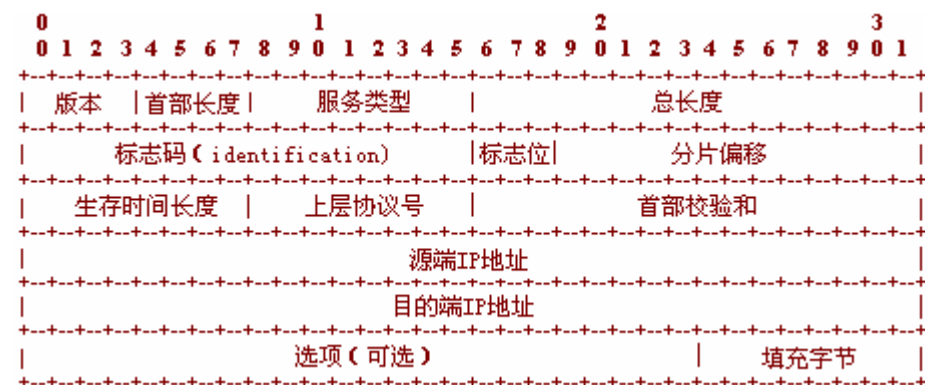 0 1 2 3
0 1 2 3 4 5 6 7 8 9 0 1 2 3 4 5 6 7 8 9 0 1 2 3 4 5 6 7 8 9 0 1
+--+--+--+--+--+--+--+--+--+--+--+--+--+--+--+--+--+--+--+--+--+--+--+--+--+--+--+--+--+--+--+--+
| 版本 |首部长度| 服务类型 | 总长度 |
+--+--+--+--+--+--+--+--+--+--+--+--+--+--+--+--+--+--+--+--+--+--+--+--+--+--+--+--+--+--+--+--+
| 标志码(identification) |标志位| 分片偏移 |
+--+--+--+--+--+--+--+--+--+--+--+--+--+--+--+--+--+--+--+--+--+--+--+--+--+--+--+--+--+--+--+--+
| 生存时间长度 | 上层协议号 | 首部校验和 |
+--+--+--+--+--+--+--+--+--+--+--+--+--+--+--+--+--+--+--+--+--+--+--+--+--+--+--+--+--+--+--+--+
| 源端IP地址 |
+--+--+--+--+--+--+--+--+--+--+--+--+--+--+--+--+--+--+--+--+--+--+--+--+--+--+--+--+--+--+--+--+
| 目的端IP地址 |
+--+--+--+--+--+--+--+--+--+--+--+--+--+--+--+--+--+--+--+--+--+--+--+--+--+--+--+--+--+--+--+--+
| 选项(可选) | 填充字节 |
+--+--+--+--+--+--+--+--+--+--+--+--+--+--+--+--+--+--+--+--+--+--+--+--+--+--+--+--+--+--+--+--+